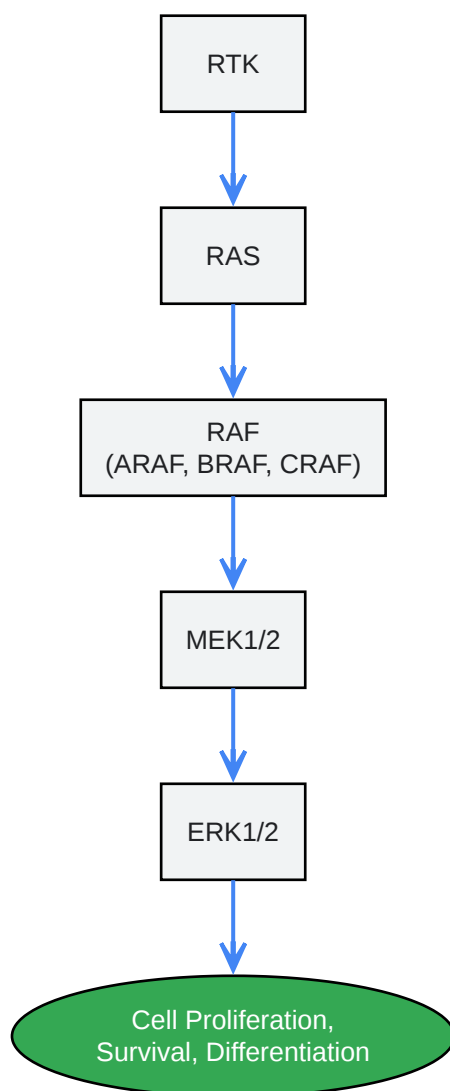 RTK
RAS
RAF
(ARAF, BRAF, CRAF)
MEK1/2
ERK1/2
Cell Proliferation,
Survival, Differentiation